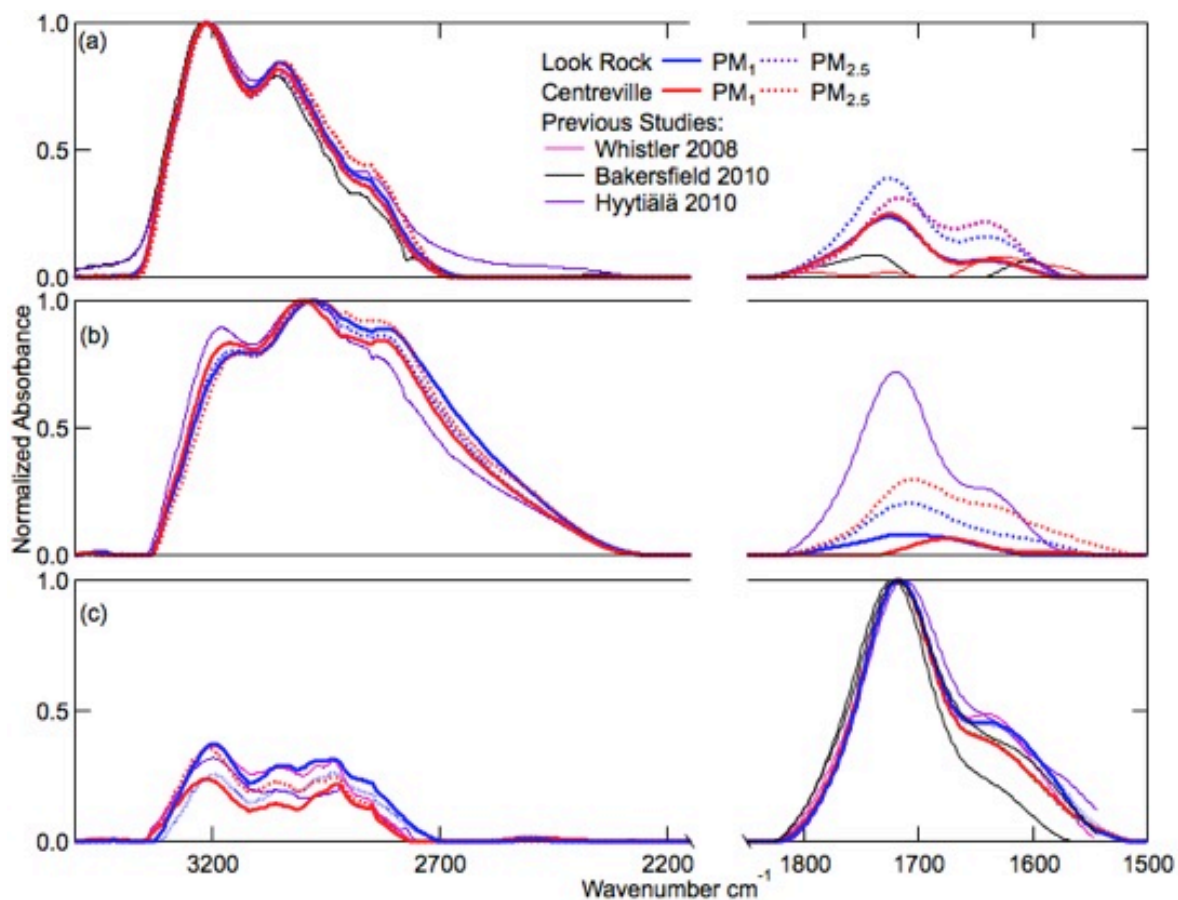 1.0
(a)
Look Rock PM1 PM2.5
Centreville PM1 PM2.5
Previous Studies:
Whistler 2008
0.5
Bakersfield 2010
Hyytiälä 2010
0.0
1.0
(b)
0.5
0.0
1.0
(c)
0.5
0.0
Normalized Absorbance
3200 2700 2200 1800 1700 1600 1500
Wavenumber cm-1